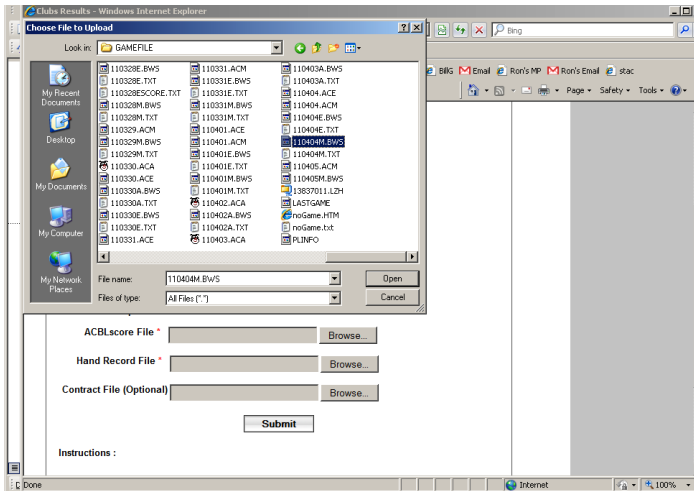 Clubs Results - Windows Internet Explorer
Choose File to Upload
Look in: GAMEFILE
Bing
BillG Email Ron's MP Ron's Email stac
Page Safety Tools
My Recent Documents
Desktop
My Documents
My Computer
My Network Places
110328E.BWS
110328E.TXT
110328ESCORE.TXT
110328M.BWS
110328M.TXT
110329.ACM
110329M.BWS
110329M.TXT
110330.ACA
110330.ACE
110330A.BWS
110330A.TXT
110330E.BWS
110330E.TXT
110331.ACE
110331.ACM
110331E.BWS
110331E.TXT
110331M.BWS
110331M.TXT
110401.ACE
110401.ACM
110401E.BWS
110401E.TXT
110401M.BWS
110401M.TXT
110402.ACA
110402A.BWS
110402A.TXT
110403.ACA
110403A.BWS
110403A.TXT
110404.ACE
110404.ACM
110404E.BWS
110404E.TXT
110404M.BWS
110404M.TXT
110405.ACM
110405M.BWS
13837011.LZH
LASTGAME
noGame.HTM
noGame.txt
PLINFO
File name: 110404M.BWS Open
Files of type: All Files (*.*) Cancel
ACBLscore File * Browse...
Hand Record File * Browse...
Contract File (Optional) Browse...
Submit
Instructions :
Done Internet 100%